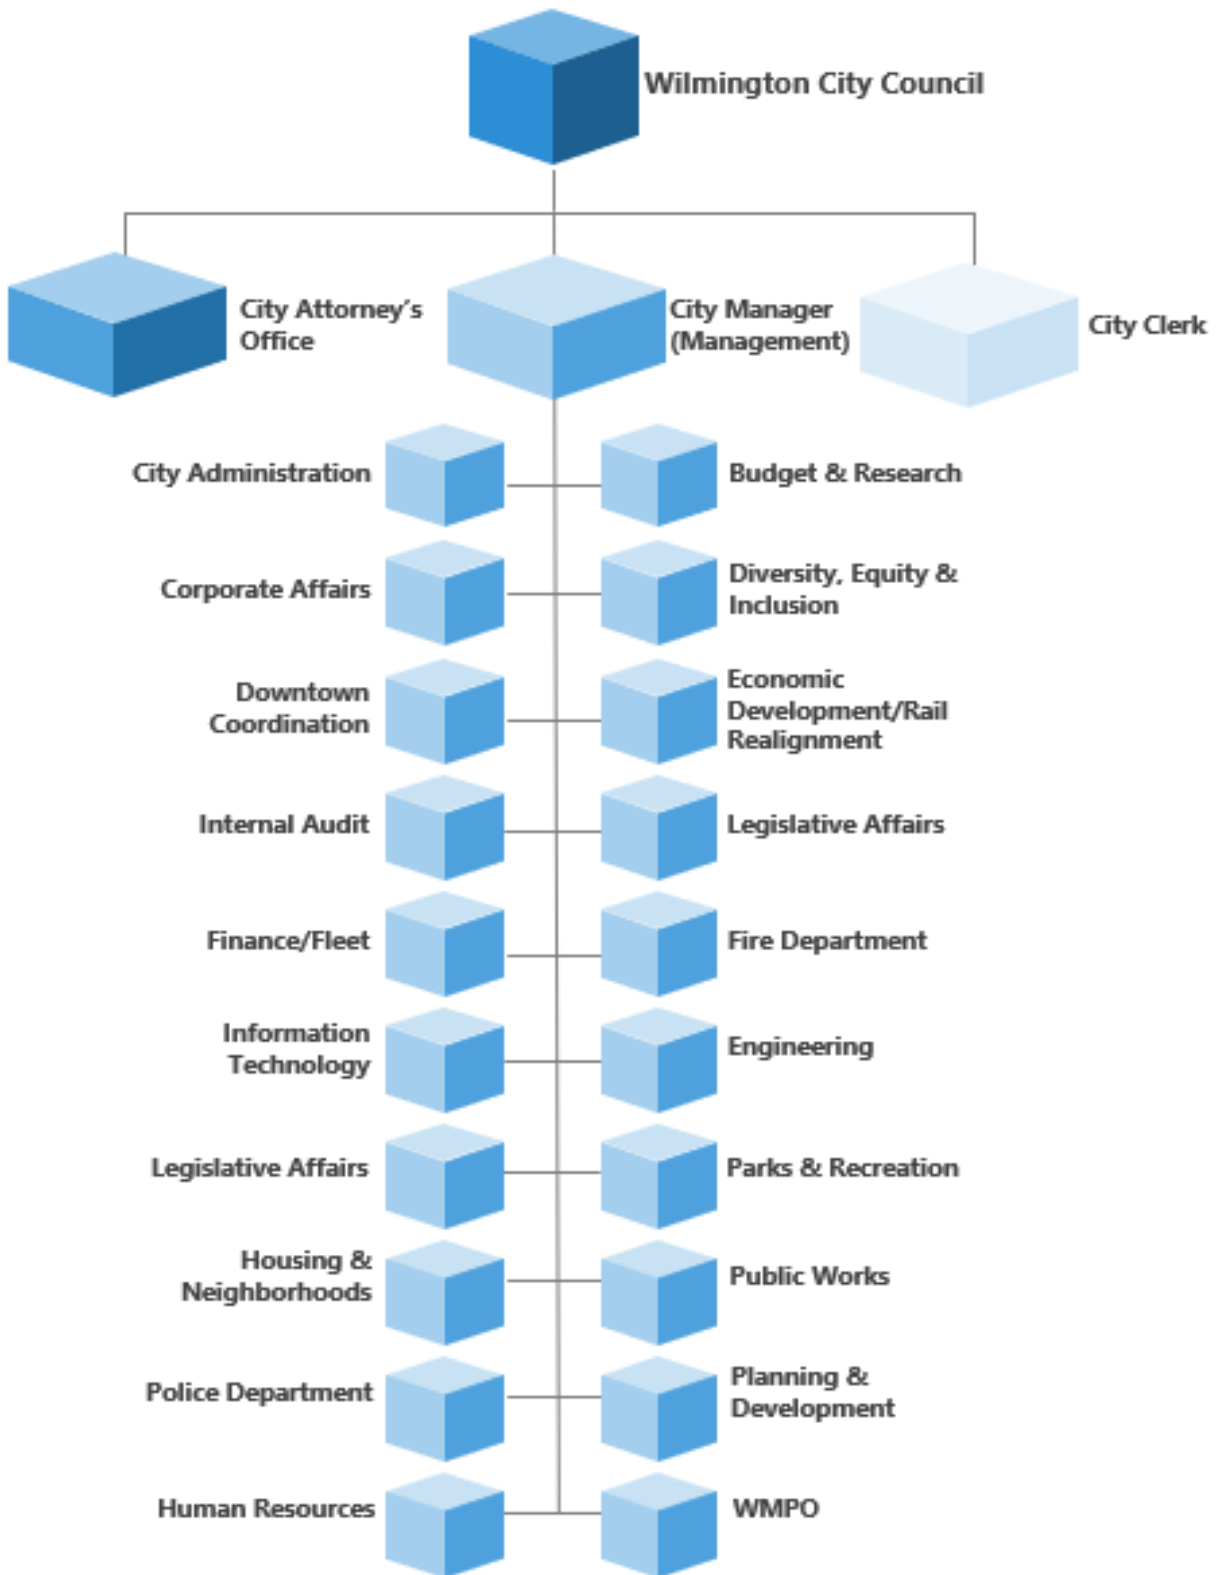 Wilmington City Council
City Attorney's
Office
City Manager
(Management)
City Clerk
City Administration
Budget & Research
Corporate Affairs
Diversity, Equity &
Inclusion
Downtown
Coordination
Economic
Development/Rail
Realignment
Internal Audit
Legislative Affairs
Finance/Fleet
Fire Department
Information
Technology
Engineering
Legislative Affairs
Parks & Recreation
Housing &
Neighborhoods
Public Works
Police Department
Planning &
Development
Human Resources
WMPO